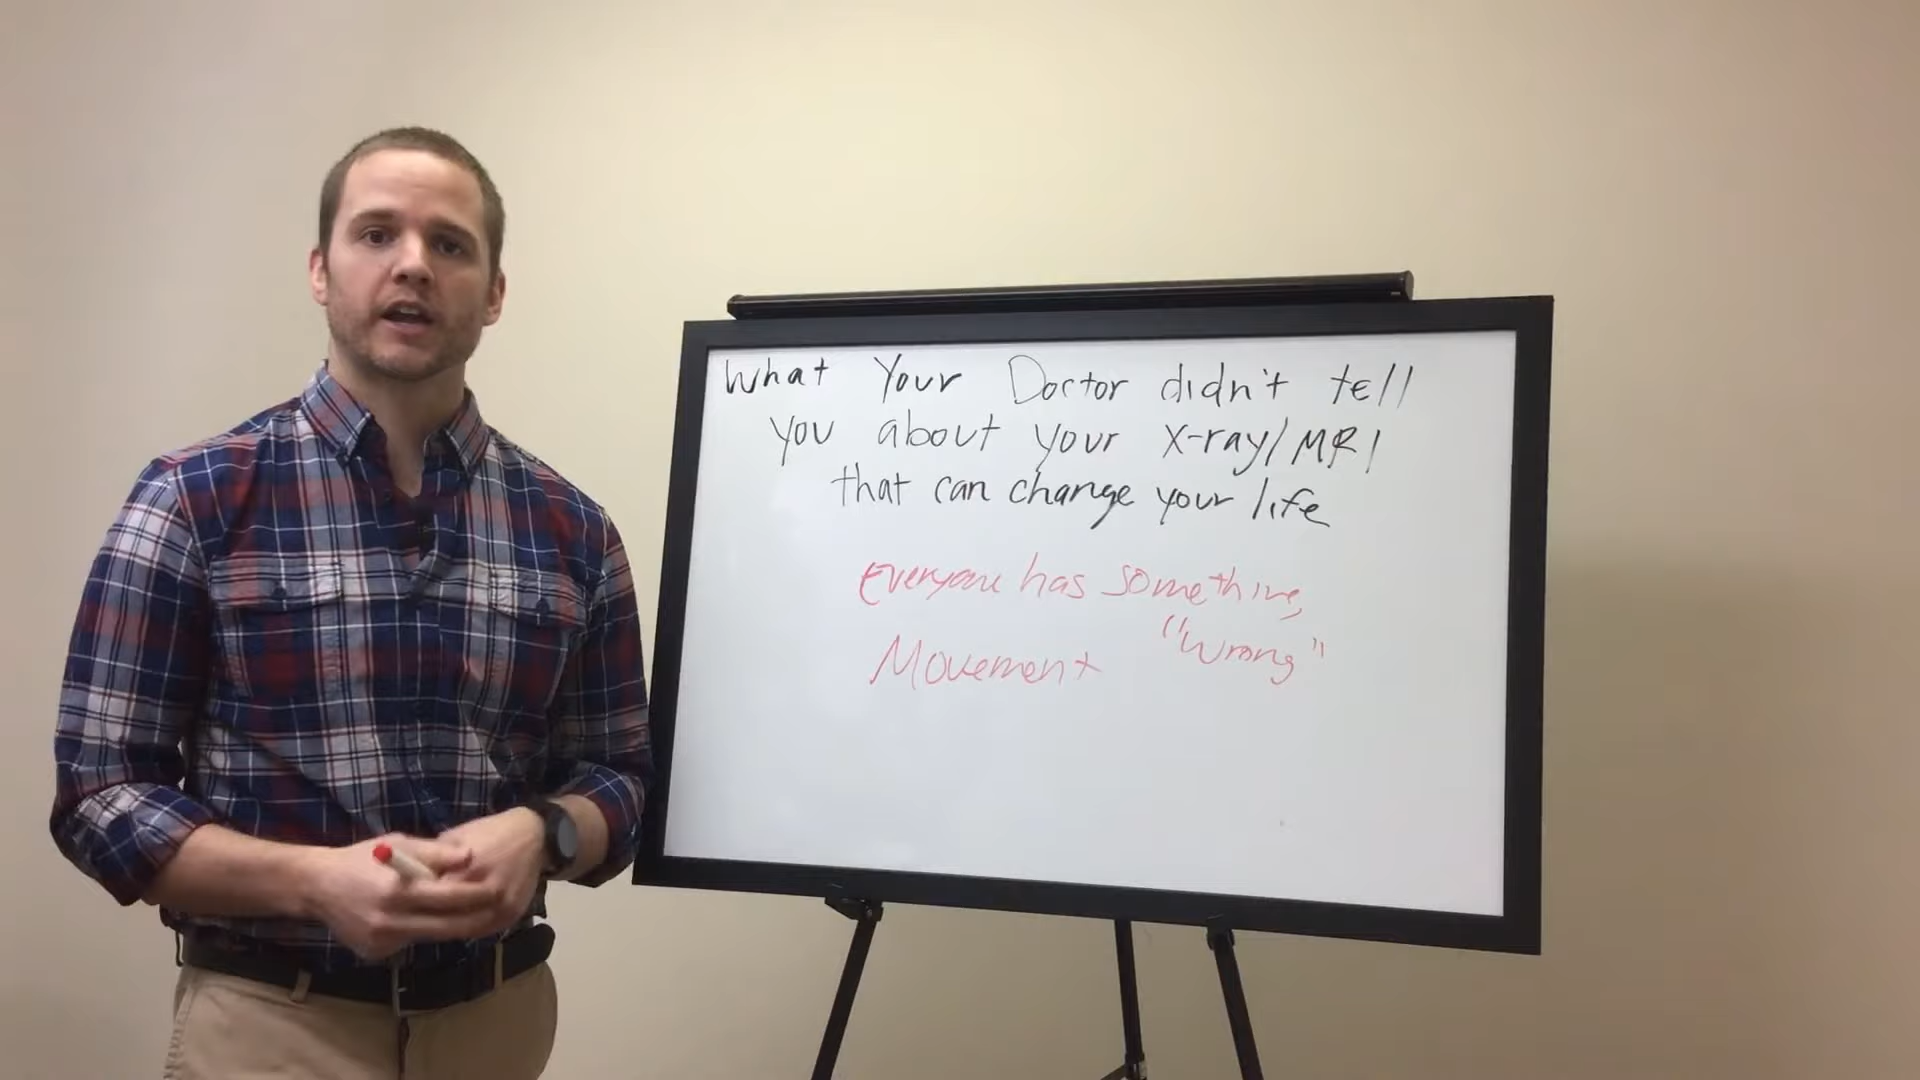 What Your Doctor didn't tell
you about your X-ray/MRI
that can change your life
Everyone has something
"Wrong"
Movement